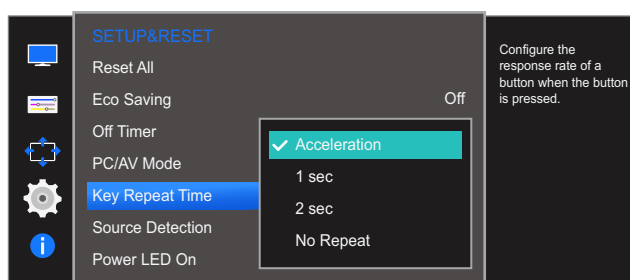 SETUP&RESET
Reset All
Eco Saving Off
Off Timer
PC/AV Mode
Key Repeat Time
Source Detection
Power LED On
Acceleration
1 sec
2 sec
No Repeat
Configure the
response rate of a
button when the button
is pressed.